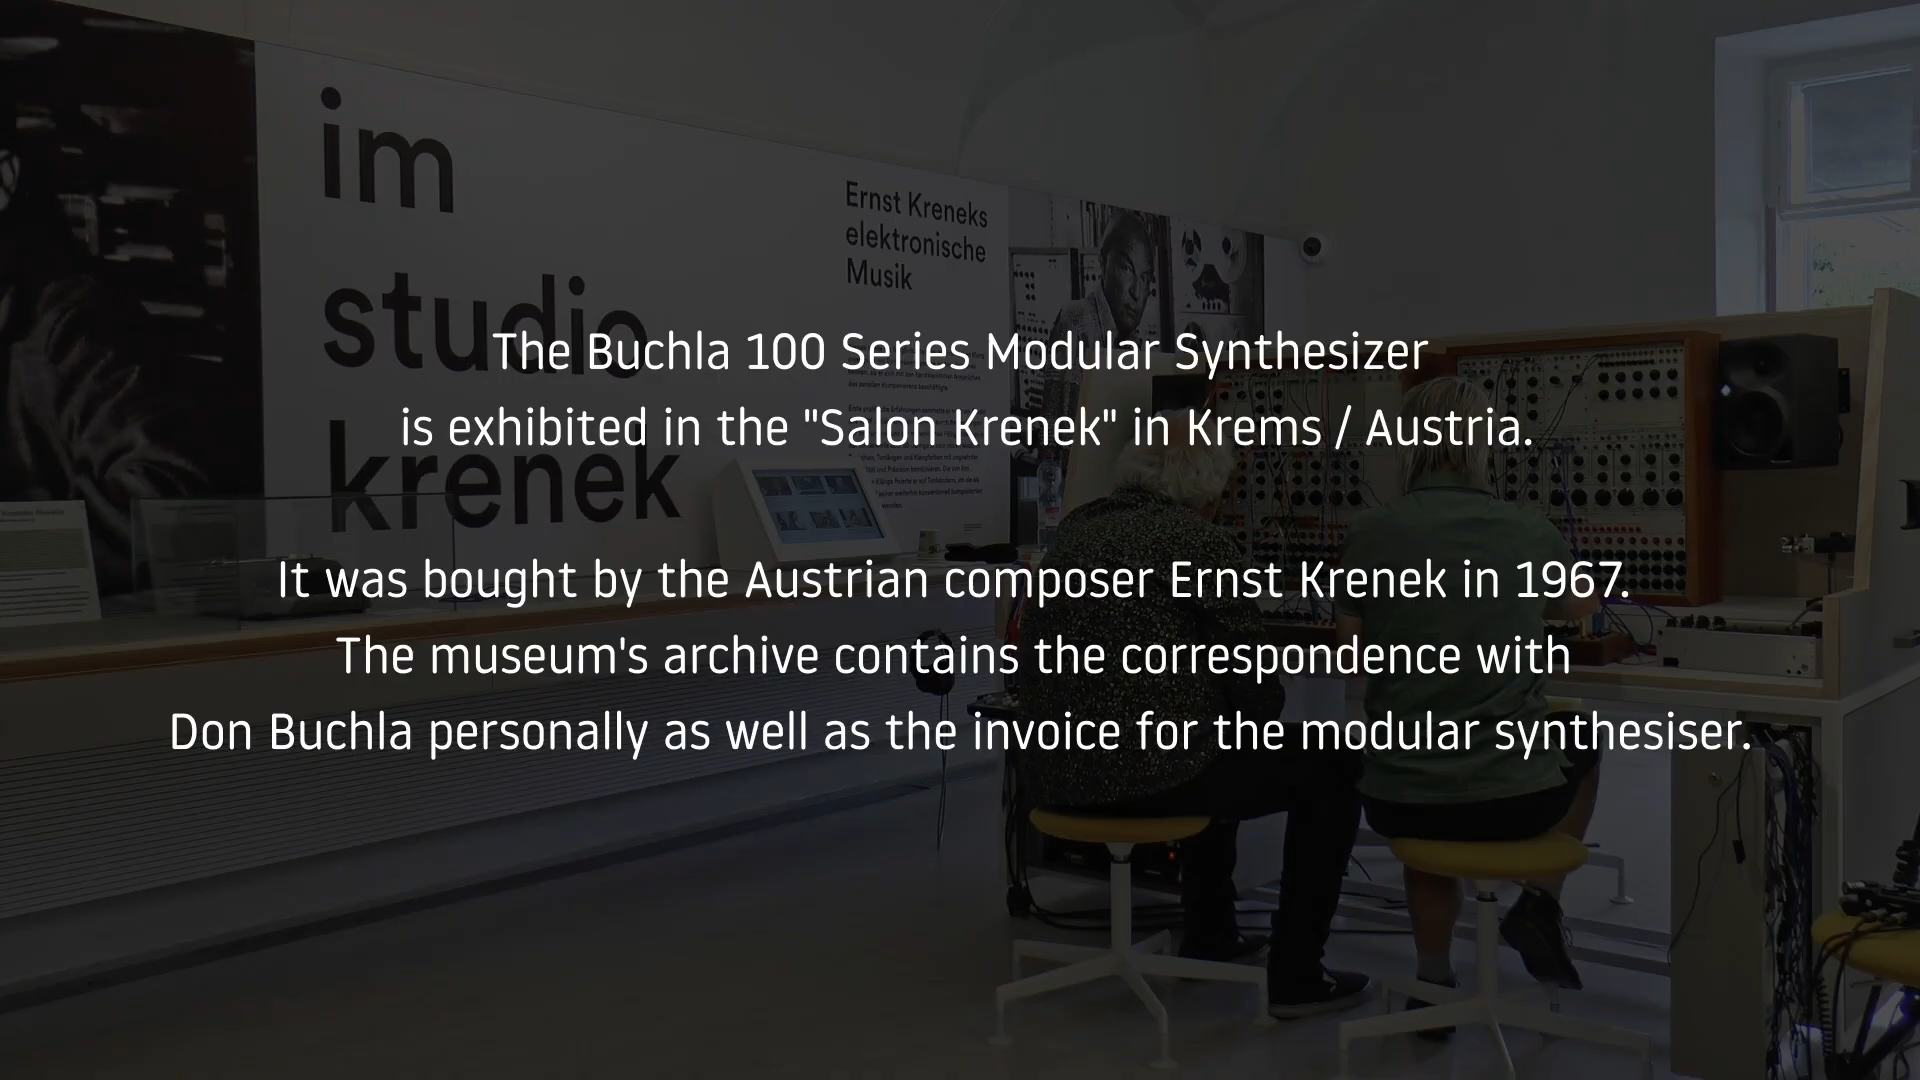 im
studio
krenek
Ernst Kreneks
elektronische
Musik
The Buchla 100 Series Modular Synthesizer
is exhibited in the "Salon Krenek" in Krems / Austria.
It was bought by the Austrian composer Ernst Krenek in 1967.
The museum's archive contains the correspondence with
Don Buchla personally as well as the invoice for the modular synthesiser.